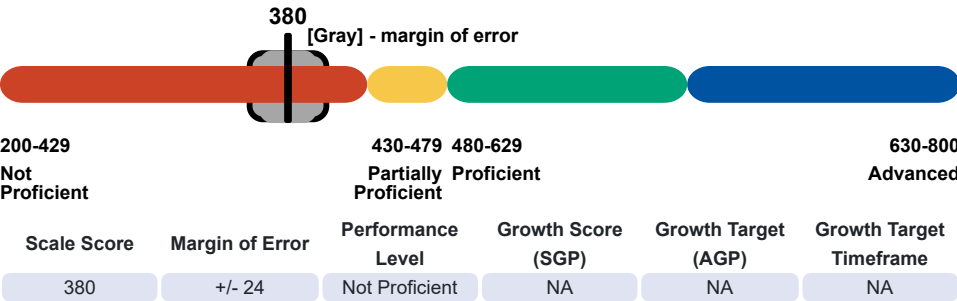 380
[Gray] - margin of error
200-429 430-479 480-629 630-800
Not Partially Proficient Advanced
Proficient Proficient
Scale Score Margin of Error Performance Level Growth Score (SGP) Growth Target (AGP) Growth Target Timeframe
380 +/- 24 Not Proficient NA NA NA